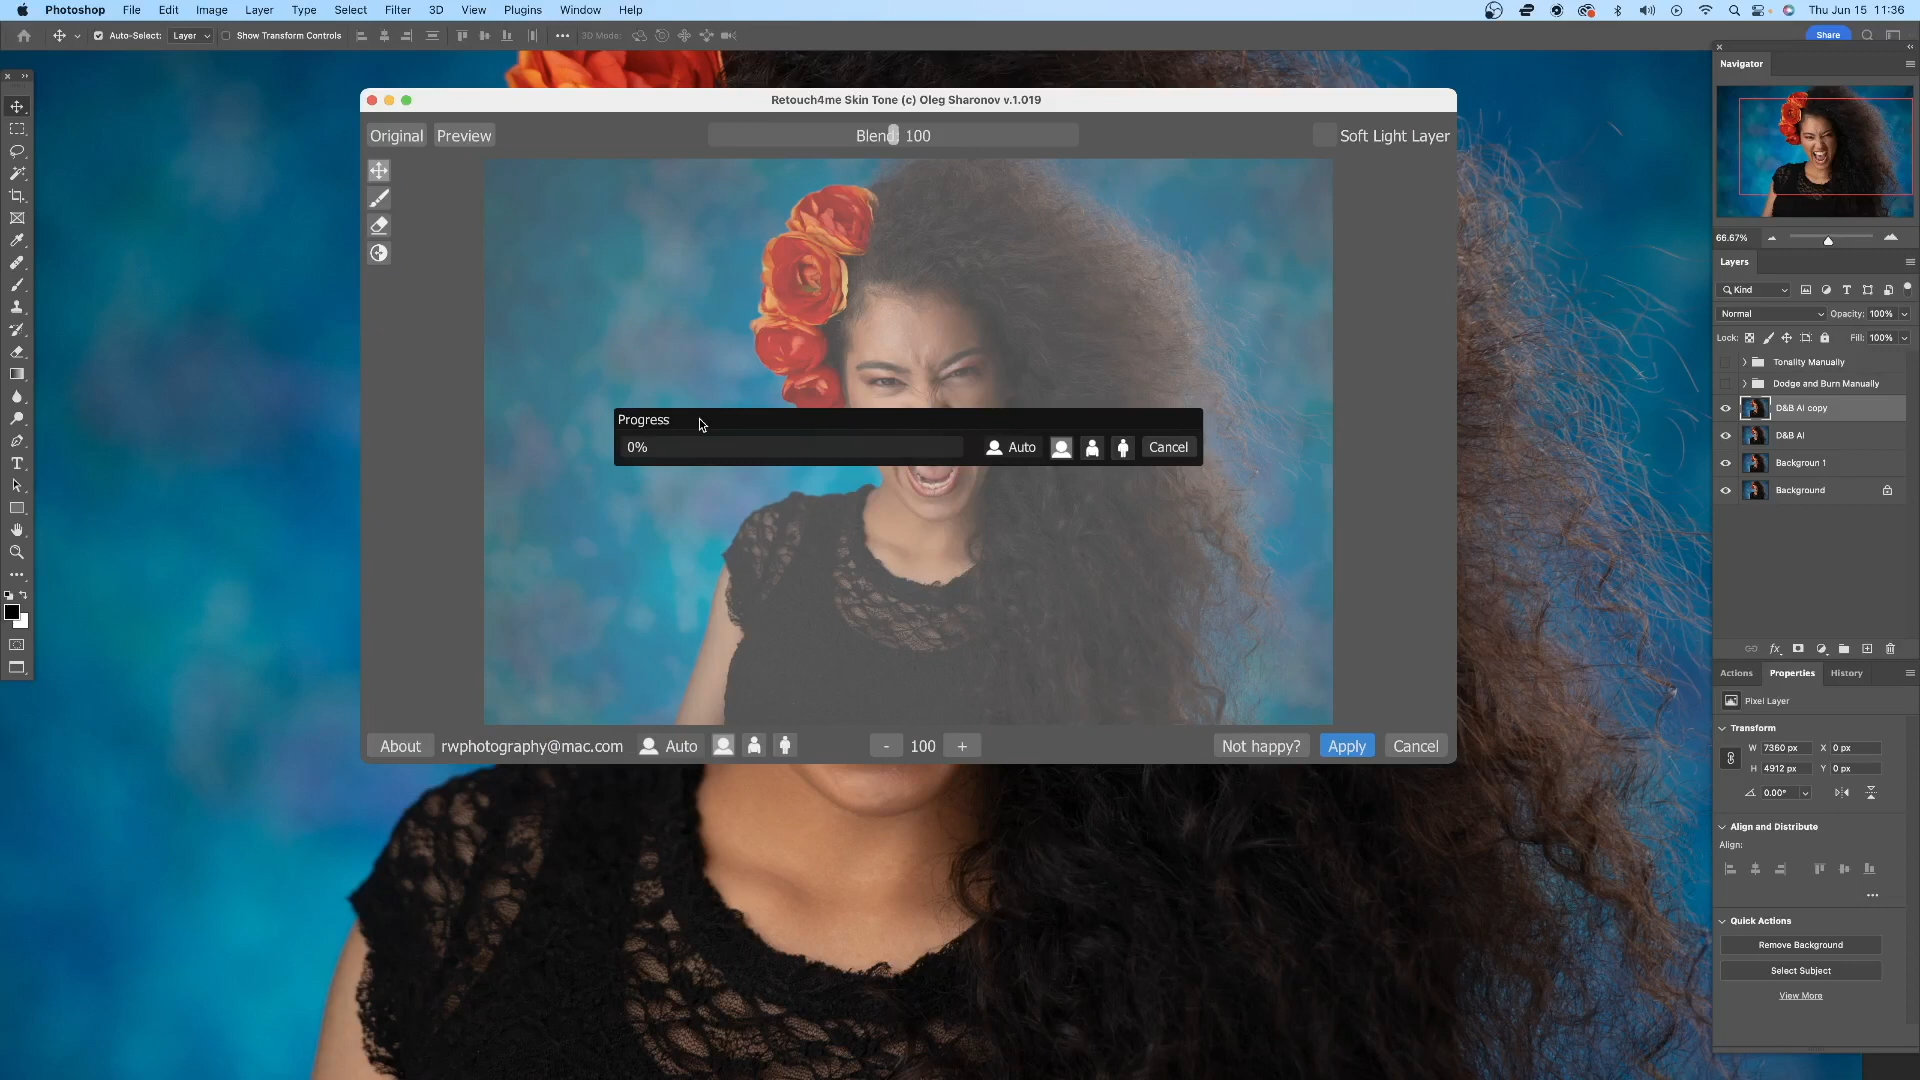 Photoshop File Edit Image Layer Type Select Filter 3D View Plugins Window Help
Thu Jun 15 11:36
Auto-Select: Layer Show Transform Controls 3D Mode: Share
Retouch4me Skin Tone (c) Oleg Sharonov v.1.019
Original Preview Blend: 100 Soft Light Layer
Progress
0% Auto Cancel
About rwphotography@mac.com Auto - 100 + Not happy? Apply Cancel
Navigator
66.67%
Layers
Kind
Normal Opacity: 100%
Lock: Fill: 100%
Tonality Manually
Dodge and Burn Manually
D&B AI copy
D&B AI
Backgroun 1
Background
fx
Actions Properties History
Pixel Layer
Transform
W 7360 px X 0 px
H 4912 px Y 0 px
0.00°
Align and Distribute
Align:
Quick Actions
Remove Background
Select Subject
View More